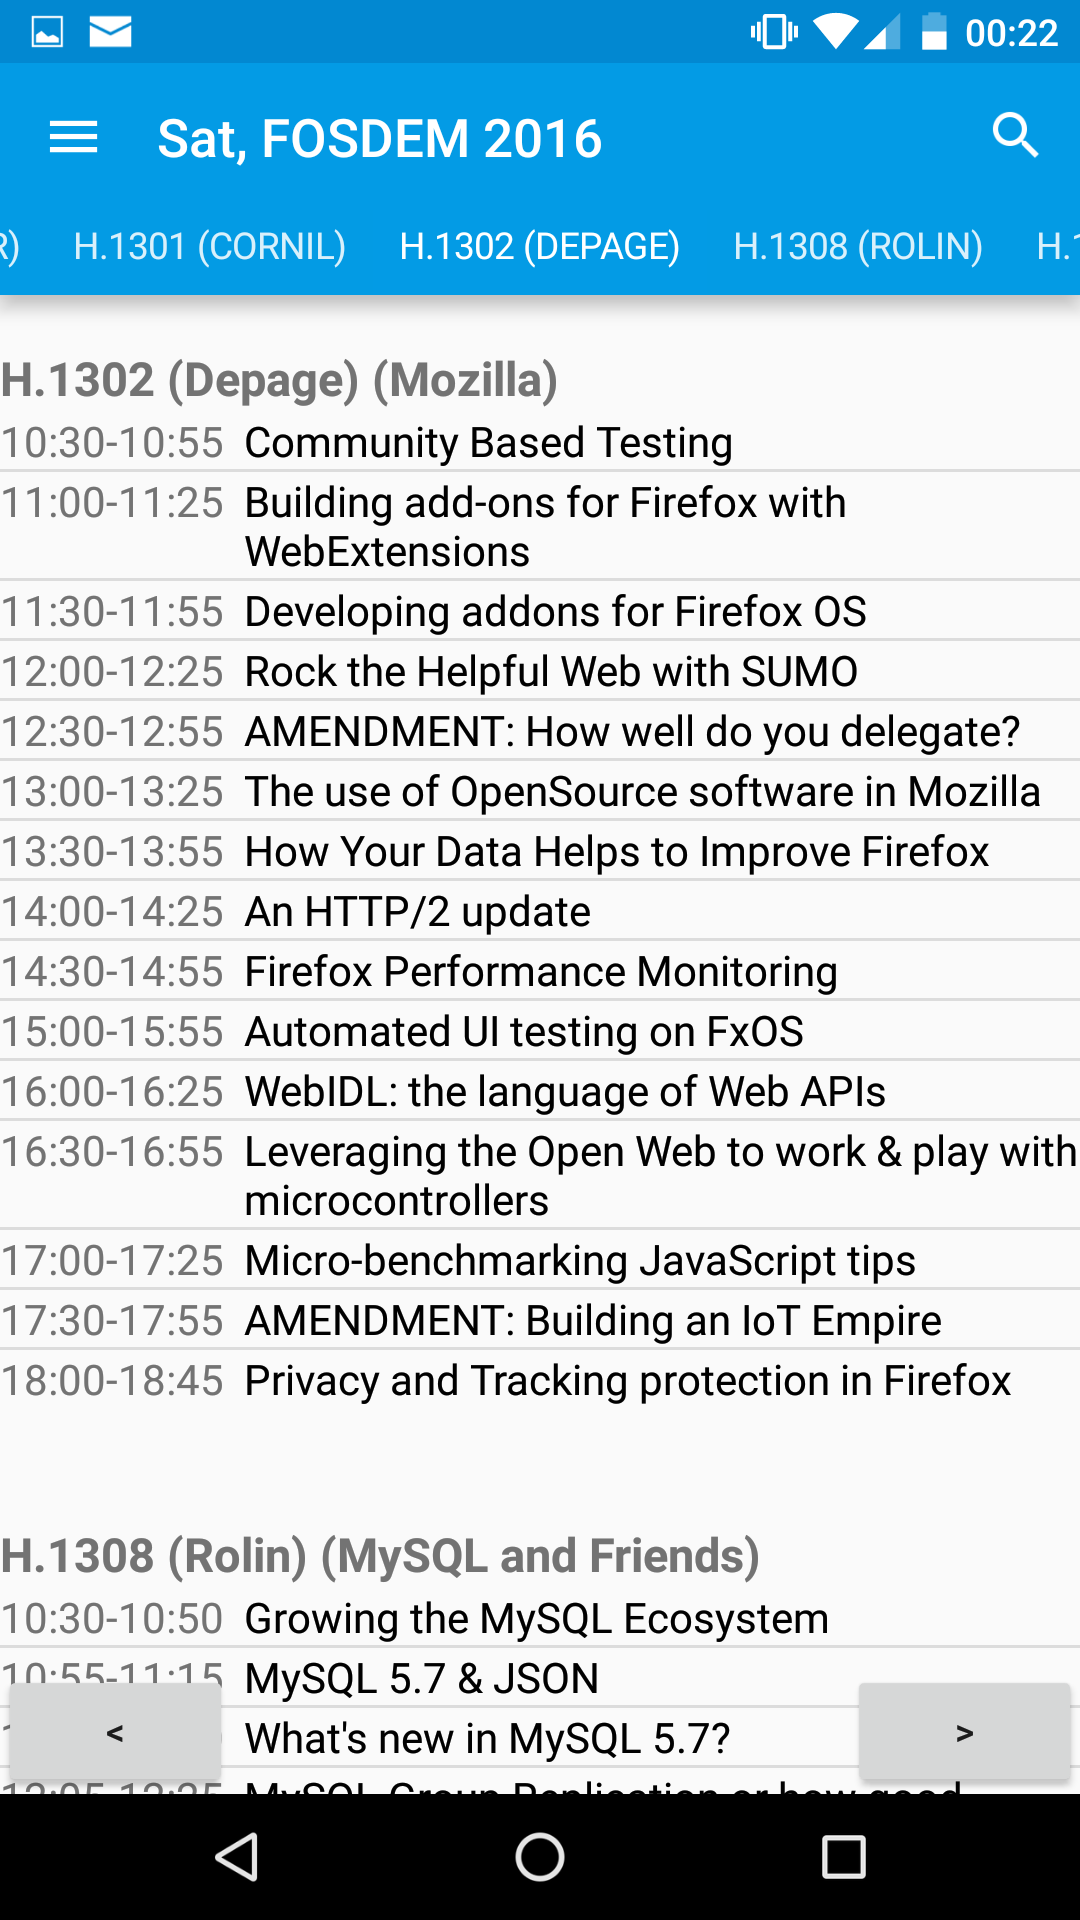 00:22
Sat, FOSDEM 2016
R) H.1301 (CORNIL) H.1302 (DEPAGE) H.1308 (ROLIN) H.1
H.1302 (Depage) (Mozilla)
10:30-10:55 Community Based Testing
11:00-11:25 Building add-ons for Firefox with
WebExtensions
11:30-11:55 Developing addons for Firefox OS
12:00-12:25 Rock the Helpful Web with SUMO
12:30-12:55 AMENDMENT: How well do you delegate?
13:00-13:25 The use of OpenSource software in Mozilla
13:30-13:55 How Your Data Helps to Improve Firefox
14:00-14:25 An HTTP/2 update
14:30-14:55 Firefox Performance Monitoring
15:00-15:55 Automated UI testing on FxOS
16:00-16:25 WebIDL: the language of Web APIs
16:30-16:55 Leveraging the Open Web to work & play with
microcontrollers
17:00-17:25 Micro-benchmarking JavaScript tips
17:30-17:55 AMENDMENT: Building an IoT Empire
18:00-18:45 Privacy and Tracking protection in Firefox
H.1308 (Rolin) (MySQL and Friends)
10:30-10:50 Growing the MySQL Ecosystem
10:55-11:15 MySQL 5.7 & JSON
What's new in MySQL 5.7?
MySQL Group Replication or how good
< >